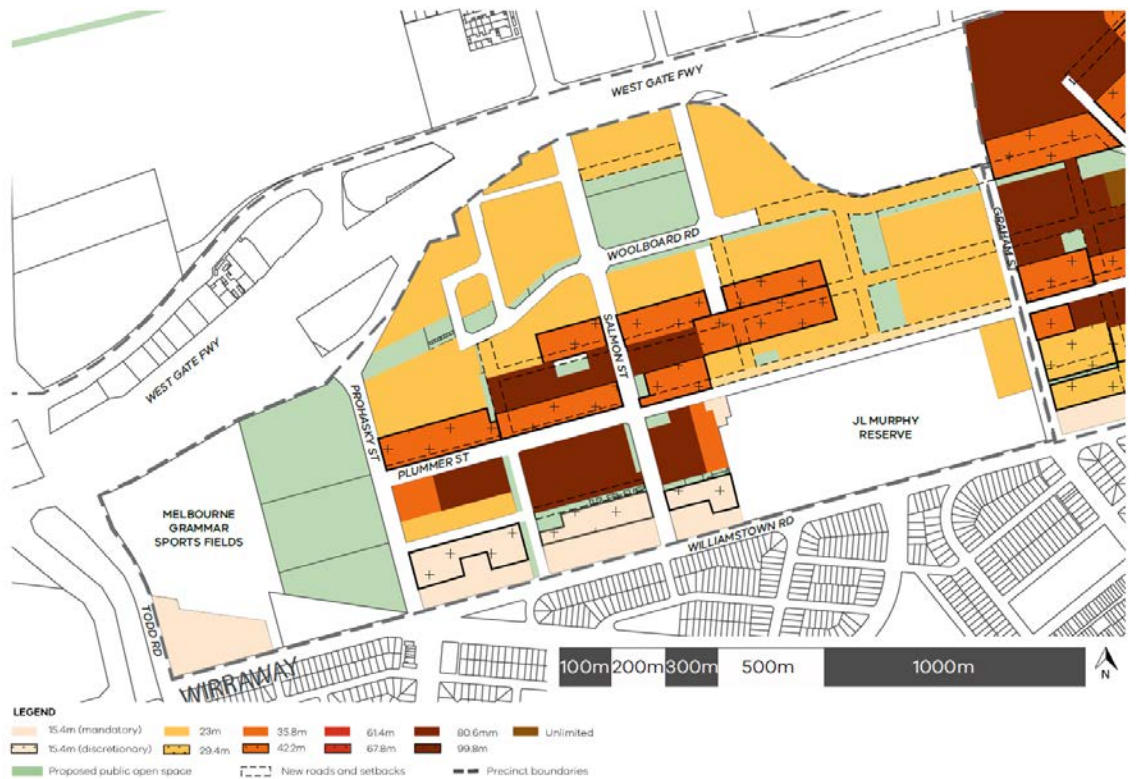 WEST GATE FWY
WOOLBOARD RD
GRAHAM ST
SALMON ST
WEST GATE FWY
PROHASKY ST
PLUMMER ST
JL MURPHY
RESERVE
MELBOURNE
GRAMMAR
SPORTS FIELDS
WILLIAMSTOWN RD
TODD RD
WIRRAWAY
100m 200m 300m 500m 1000m
N
LEGEND
15.4m (mandatory) 23m 35.8m 61.4m 80.6mm Unlimited
15.4m (discretionary) 29.4m 42.2m 67.8m 99.8m
Proposed public open space New roads and setbacks Precinct boundaries